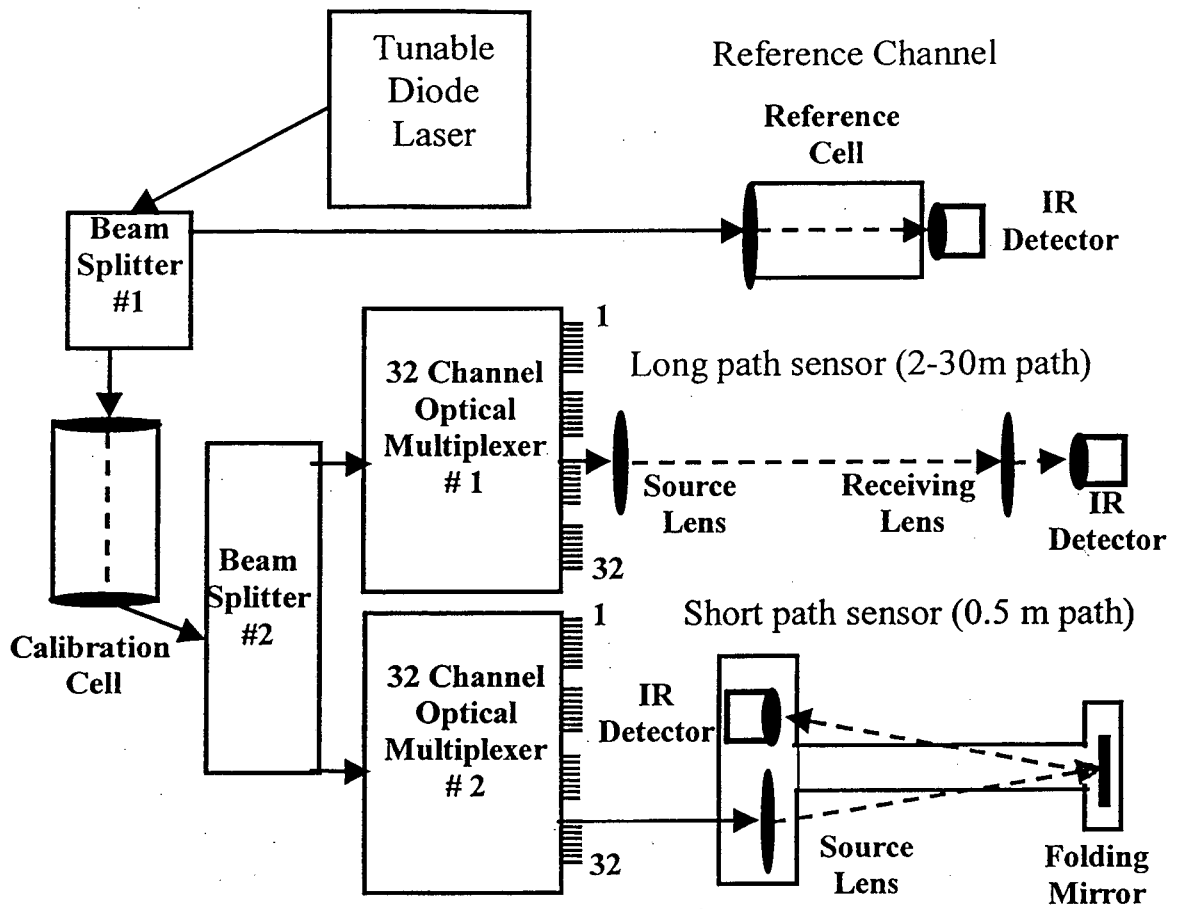 Tunable
Diode
Laser
Reference Channel
Reference
Cell
IR
Detector
Beam
Splitter
#1
1
32 Channel
Optical
Multiplexer
# 1
32
Long path sensor (2-30m path)
Source
Lens
Receiving
Lens
IR
Detector
Calibration
Cell
Beam
Splitter
#2
Short path sensor (0.5 m path)
1
32 Channel
Optical
Multiplexer
# 2
32
IR
Detector
Source
Lens
Folding
Mirror